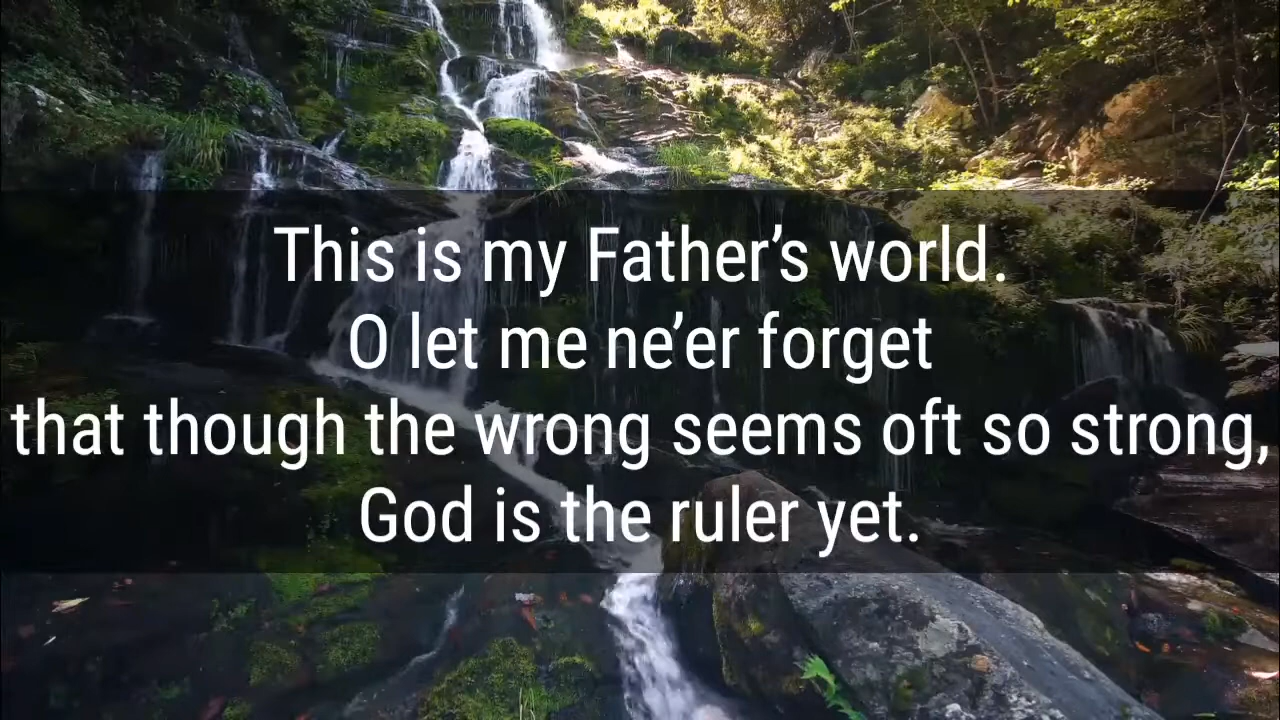 This is my Father’s world.
O let me ne’er forget
that though the wrong seems oft so strong,
God is the ruler yet.